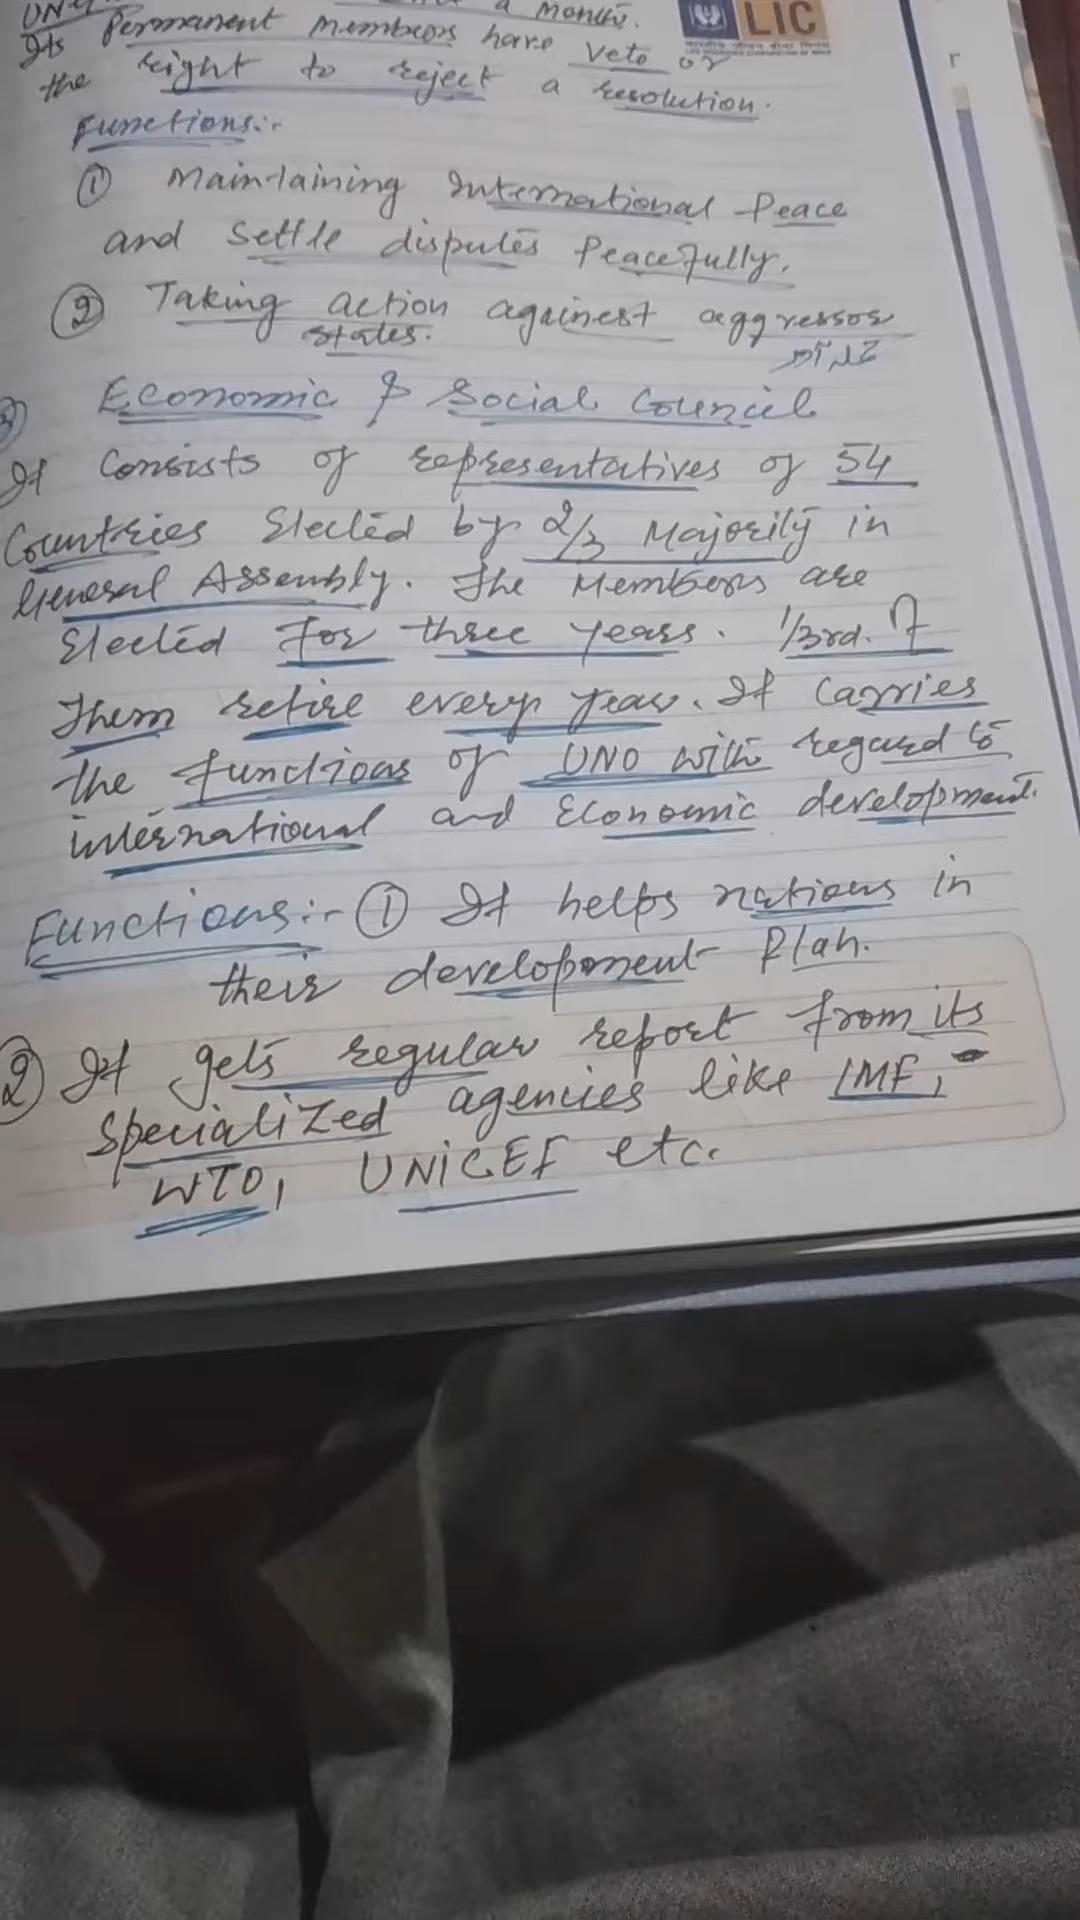 a month.
Its Permanent Members have veto or
the right to reject a resolution.
LIC
Functions:-
① Maintaining International Peace
and Settle disputes Peacefully.
② Taking action againest aggressor
states.
③ Economic & Social Council
It Consists of representatives of 54
Countries Elected by 2/3 Majority in
General Assembly. The Members are
Elected for three years. 1/3rd. of
Them retire every year. It Carries
the functions of UNO with regard to
international and Economic development.
Functions:- ① It helps nations in
their development Plan.
② It gets regular report from its
Specialized agencies like IMF,
WTO, UNICEF etc.